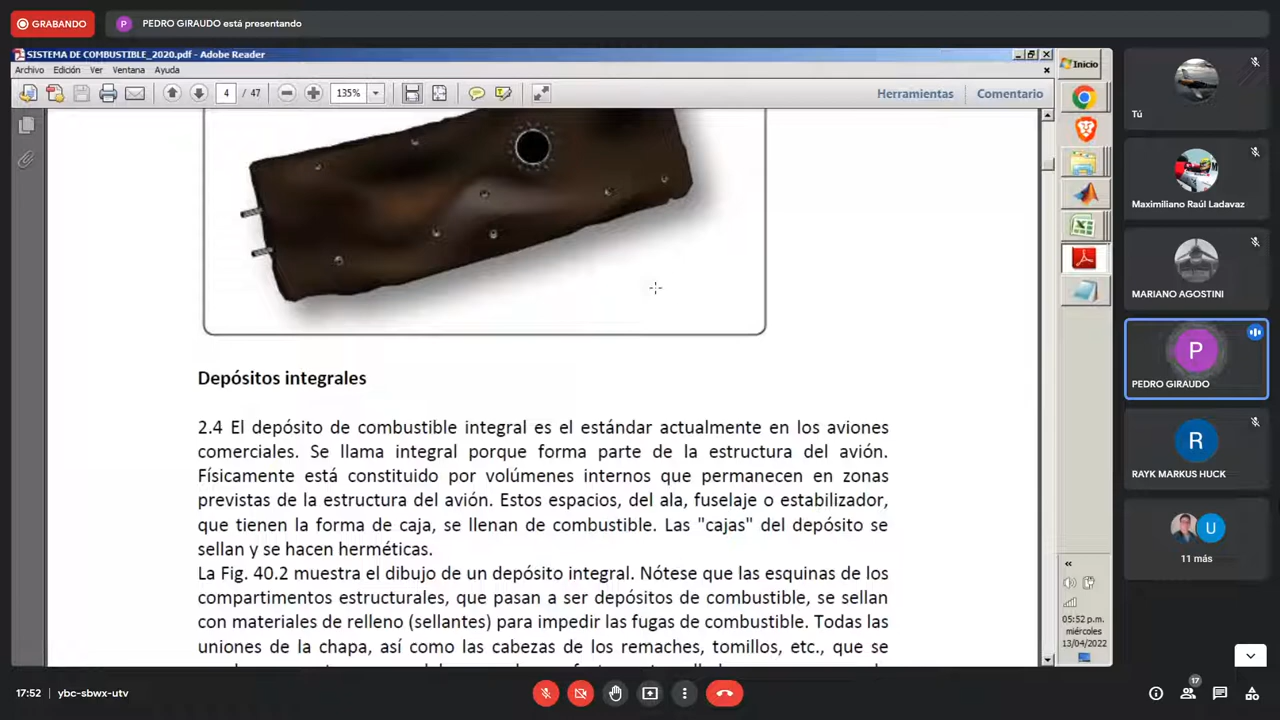 GRABANDO
P PEDRO GIRAUDO está presentando
SISTEMA DE COMBUSTIBLE_2020.pdf - Adobe Reader
Archivo Edición Ver Ventana Ayuda
4 / 47 135% Herramientas Comentario
Depósitos integrales
2.4 El depósito de combustible integral es el estándar actualmente en los aviones
comerciales. Se llama integral porque forma parte de la estructura del avión.
Físicamente está constituido por volúmenes internos que permanecen en zonas
previstas de la estructura del avión. Estos espacios, del ala, fuselaje o estabilizador,
que tienen la forma de caja, se llenan de combustible. Las "cajas" del depósito se
sellan y se hacen herméticas.
La Fig. 40.2 muestra el dibujo de un depósito integral. Nótese que las esquinas de los
compartimentos estructurales, que pasan a ser depósitos de combustible, se sellan
con materiales de relleno (sellantes) para impedir las fugas de combustible. Todas las
uniones de la chapa, así como las cabezas de los remaches, tomillos, etc., que se
Inicio
«
05:52 p.m.
miércoles
13/04/2022
Tú
Maximiliano Raúl Ladavaz
MARIANO AGOSTINI
P
PEDRO GIRAUDO
R
RAYK MARKUS HUCK
U
11 más
17:52 ybc-sbwx-utv
17